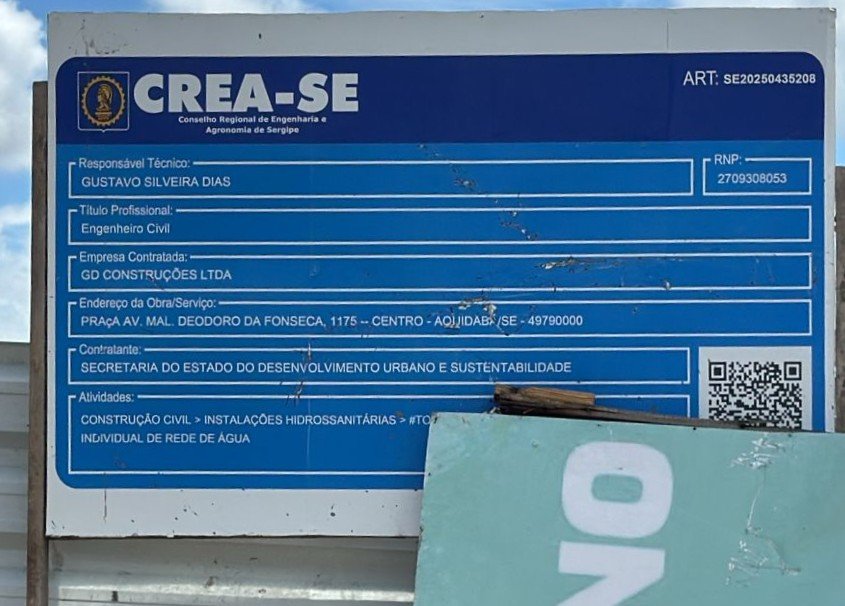 CREA-SE
Conselho Regional de Engenharia e
Agronomia de Sergipe
ART: SE20250435208
Responsável Técnico:
GUSTAVO SILVEIRA DIAS
RNP:
2709308053
Título Profissional:
Engenheiro Civil
Empresa Contratada:
GD CONSTRUÇÕES LTDA
Endereço da Obra/Serviço:
PRAçA AV. MAL. DEODORO DA FONSECA, 1175 -- CENTRO - AQUIDABÃ/SE - 49790000
Contratante:
SECRETARIA DO ESTADO DO DESENVOLVIMENTO URBANO E SUSTENTABILIDADE
Atividades:
CONSTRUÇÃO CIVIL > INSTALAÇÕES HIDROSSANITÁRIAS >
INDIVIDUAL DE REDE DE ÁGUA
NO